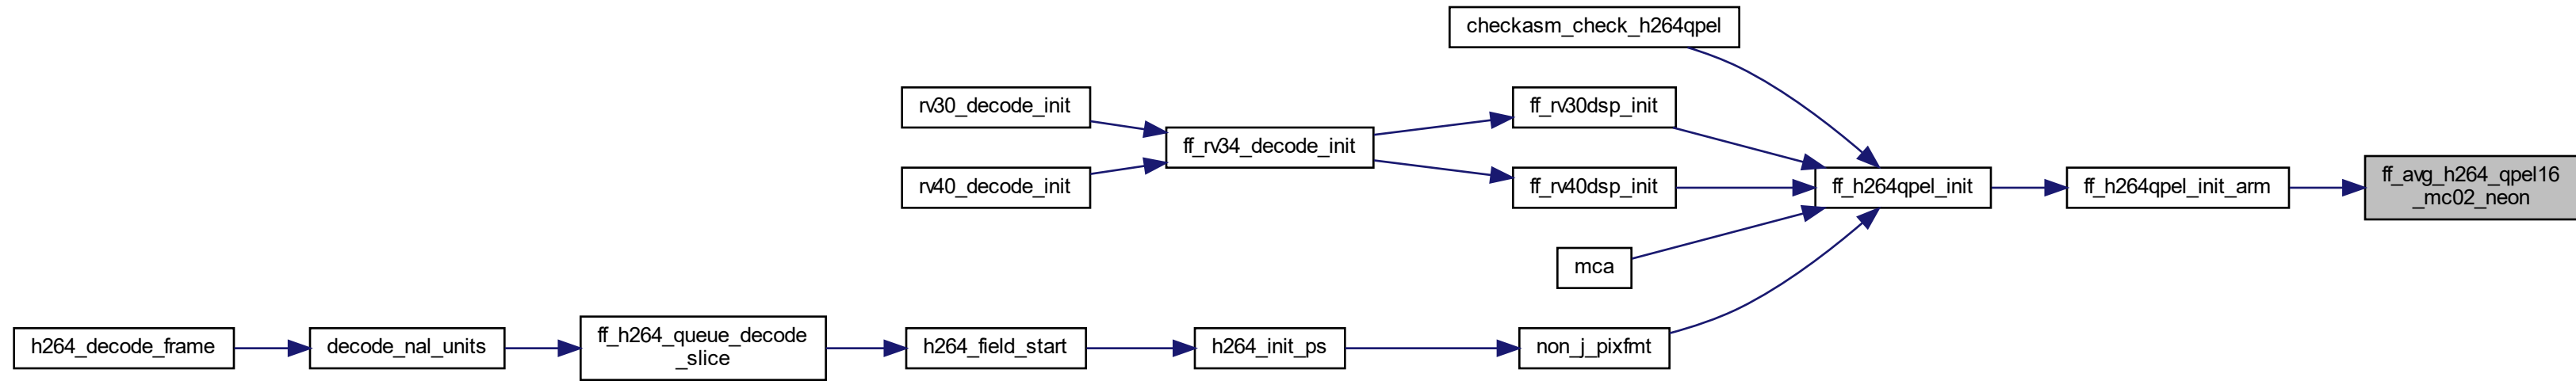 checkasm_check_h264qpel
rv30_decode_init
ff_rv30dsp_init
ff_rv34_decode_init
ff_avg_h264_qpel16
_mc02_neon
rv40_decode_init
ff_rv40dsp_init
ff_h264qpel_init
ff_h264qpel_init_arm
mca
h264_decode_frame
decode_nal_units
ff_h264_queue_decode
_slice
h264_field_start
h264_init_ps
non_j_pixfmt